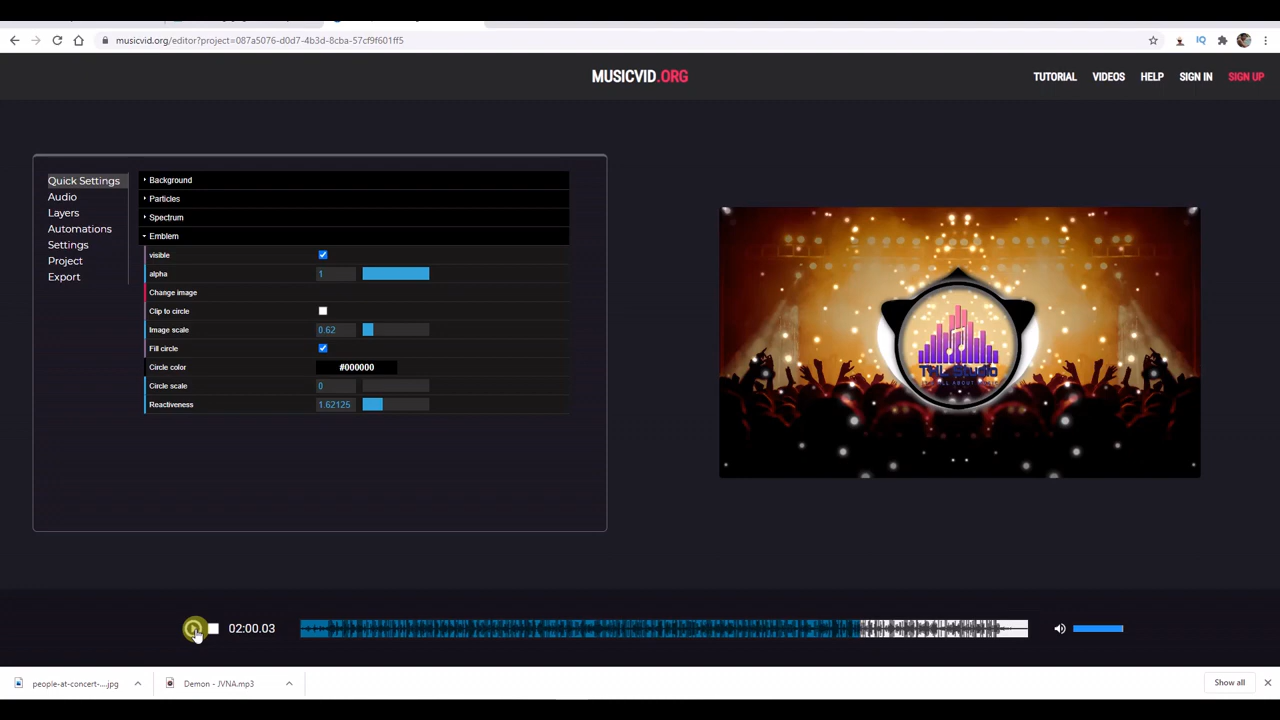 musicvid.org/editor?project=087a5076-d0d7-4b3d-8cba-57cf9f601ff5
MUSICVID.ORG
TUTORIAL VIDEOS HELP SIGN IN SIGN UP
Quick Settings
Audio
Layers
Automations
Settings
Project
Export
Background
Particles
Spectrum
Emblem
visible
alpha 1
Change image
Clip to circle
Image scale 0.62
Fill circle
Circle color #000000
Circle scale 0
Reactiveness 1.62125
02:00.03
people-at-concert-....jpg
Demon - JVNA.mp3
Show all